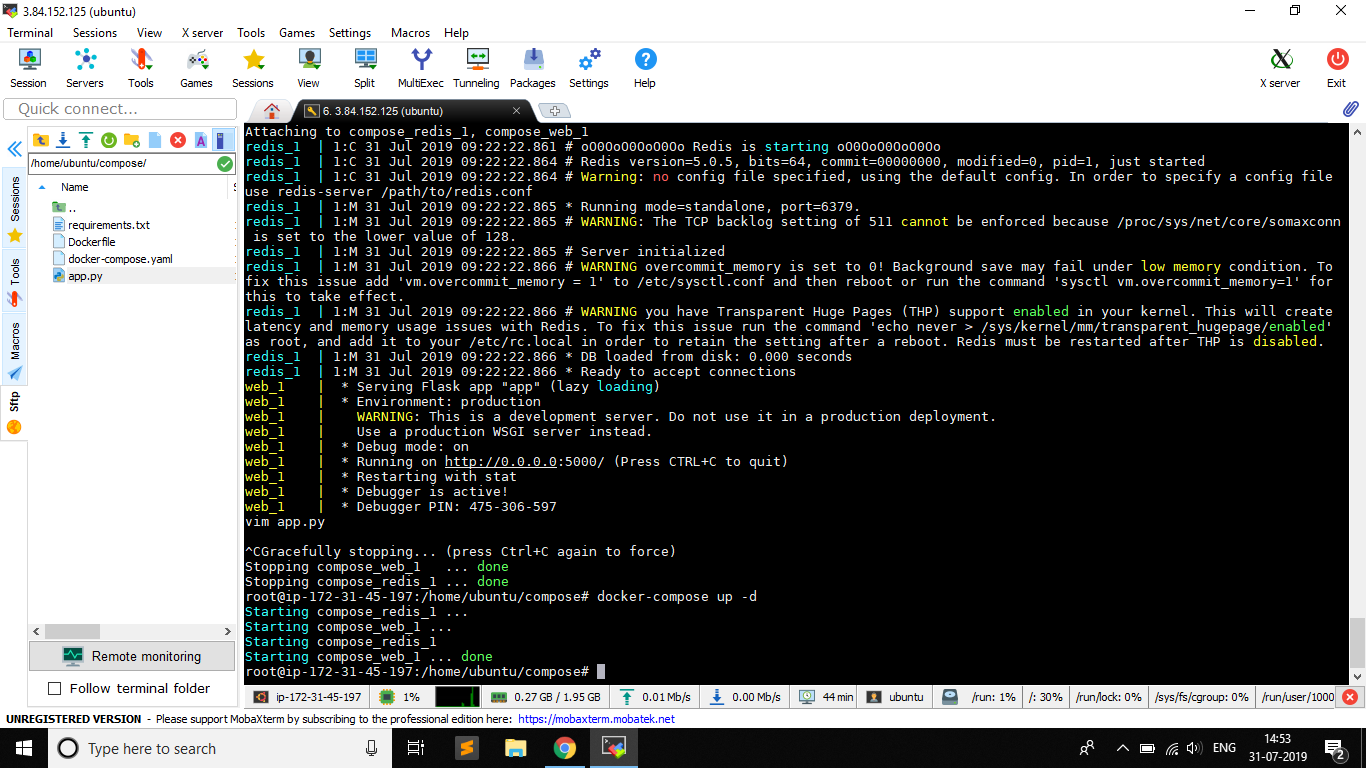 3.84.152.125 (ubuntu)
Terminal Sessions View X server Tools Games Settings Macros Help
Session Servers Tools Games Sessions View Split MultiExec Tunneling Packages Settings Help X server Exit
Quick connect...
6. 3.84.152.125 (ubuntu)
/home/ubuntu/compose/
Name
..
requirements.txt
Dockerfile
docker-compose.yaml
app.py
Sessions
Tools
Macros
Sftp
Remote monitoring
Follow terminal folder
Attaching to compose_redis_1, compose_web_1
redis_1  | 1:C 31 Jul 2019 09:22:22.861 # oO0OoO0OoO0Oo Redis is starting oO0OoO0OoO0Oo
redis_1  | 1:C 31 Jul 2019 09:22:22.864 # Redis version=5.0.5, bits=64, commit=00000000, modified=0, pid=1, just started
redis_1  | 1:C 31 Jul 2019 09:22:22.864 # Warning: no config file specified, using the default config. In order to specify a config file
use redis-server /path/to/redis.conf
redis_1  | 1:M 31 Jul 2019 09:22:22.865 * Running mode=standalone, port=6379.
redis_1  | 1:M 31 Jul 2019 09:22:22.865 # WARNING: The TCP backlog setting of 511 cannot be enforced because /proc/sys/net/core/somaxconn
is set to the lower value of 128.
redis_1  | 1:M 31 Jul 2019 09:22:22.865 # Server initialized
redis_1  | 1:M 31 Jul 2019 09:22:22.866 # WARNING overcommit_memory is set to 0! Background save may fail under low memory condition. To
fix this issue add 'vm.overcommit_memory = 1' to /etc/sysctl.conf and then reboot or run the command 'sysctl vm.overcommit_memory=1' for
this to take effect.
redis_1  | 1:M 31 Jul 2019 09:22:22.866 # WARNING you have Transparent Huge Pages (THP) support enabled in your kernel. This will create
latency and memory usage issues with Redis. To fix this issue run the command 'echo never > /sys/kernel/mm/transparent_hugepage/enabled'
as root, and add it to your /etc/rc.local in order to retain the setting after a reboot. Redis must be restarted after THP is disabled.
redis_1  | 1:M 31 Jul 2019 09:22:22.866 * DB loaded from disk: 0.000 seconds
redis_1  | 1:M 31 Jul 2019 09:22:22.866 * Ready to accept connections
web_1    |  * Serving Flask app "app" (lazy loading)
web_1    |  * Environment: production
web_1    |    WARNING: This is a development server. Do not use it in a production deployment.
web_1    |    Use a production WSGI server instead.
web_1    |  * Debug mode: on
web_1    |  * Running on http://0.0.0.0:5000/ (Press CTRL+C to quit)
web_1    |  * Restarting with stat
web_1    |  * Debugger is active!
web_1    |  * Debugger PIN: 475-306-597
vim app.py
^CGracefully stopping... (press Ctrl+C again to force)
Stopping compose_web_1   ... done
Stopping compose_redis_1 ... done
root@ip-172-31-45-197:/home/ubuntu/compose# docker-compose up -d
Starting compose_redis_1 ...
Starting compose_web_1 ...
Starting compose_redis_1
Starting compose_web_1 ... done
root@ip-172-31-45-197:/home/ubuntu/compose#
ip-172-31-45-197 1% 0.27 GB / 1.95 GB 0.01 Mb/s 0.00 Mb/s 44 min ubuntu /run: 1% /: 30% /run/lock: 0% /sys/fs/cgroup: 0% /run/user/1000
UNREGISTERED VERSION - Please support MobaXterm by subscribing to the professional edition here: https://mobaxterm.mobatek.net
Type here to search
ENG
14:53
31-07-2019
2